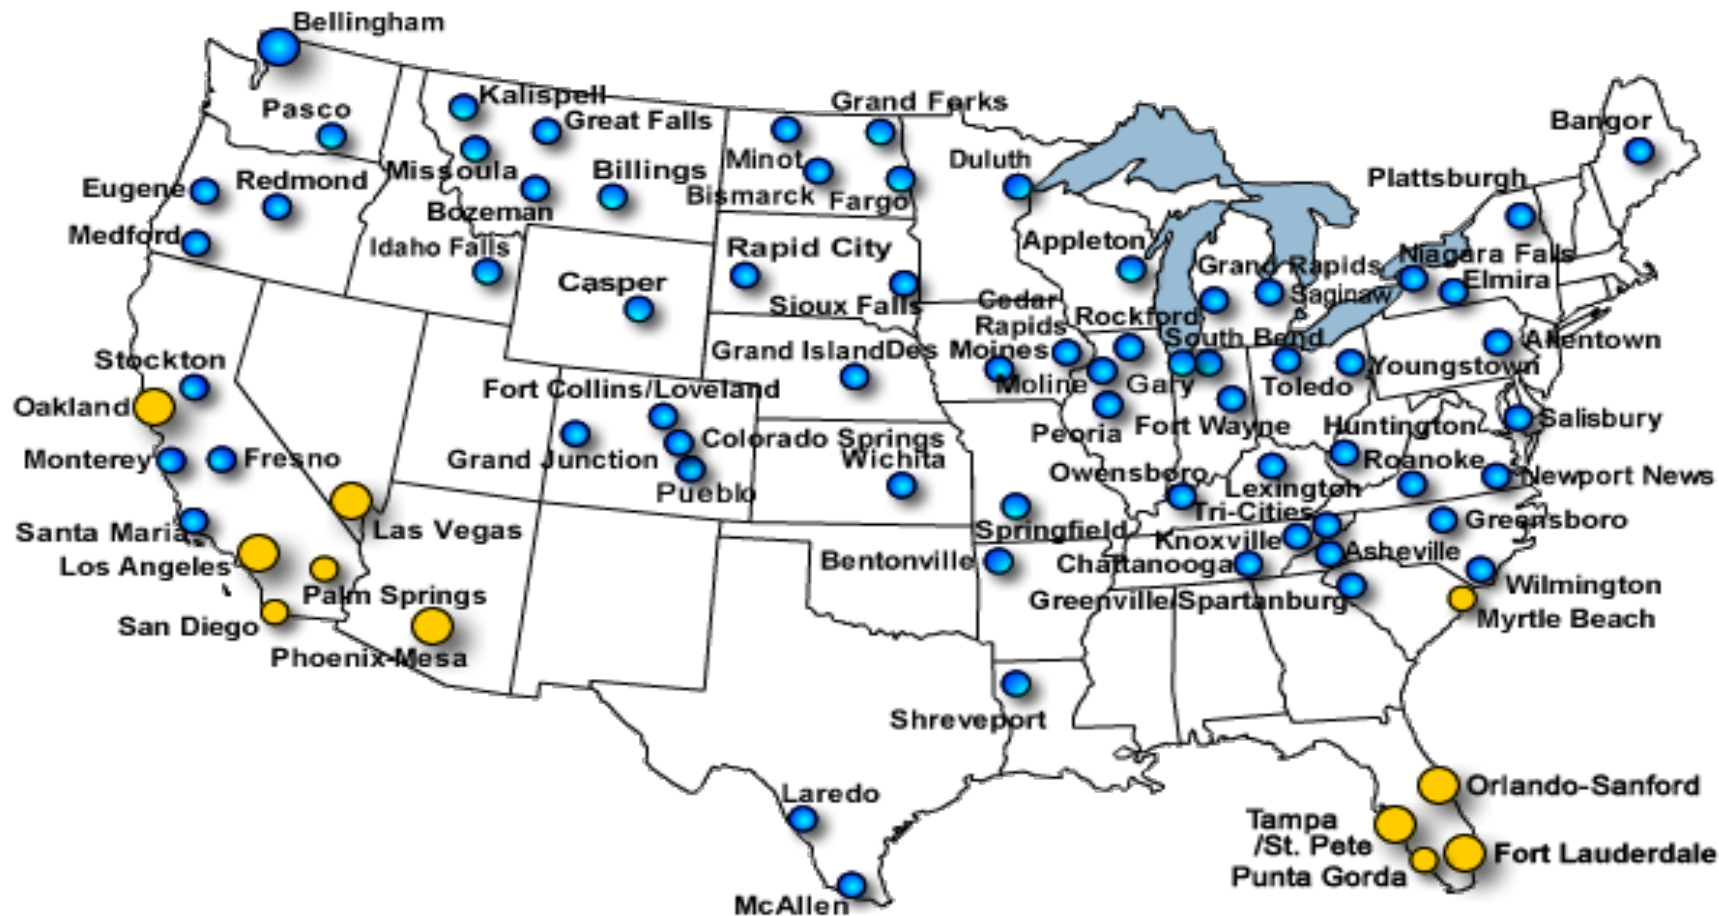 Bellingham
Kalispell
Grand Forks
Pasco
Great Falls
Bangor
Minot
Duluth
Missoula
Billings
Plattsburgh
Eugene
Redmond
Bismarck
Fargo
Bozeman
Medford
Idaho Falls
Rapid City
Appleton
Niagara Falls
Grand Rapids
Casper
Elmira
Saginaw
Sioux Falls
Cedar
Rapids
Rockford
South Bend
Allentown
Stockton
Grand Island
Des Moines
Youngstown
Fort Collins/Loveland
Moline
Gary
Toledo
Oakland
Salisbury
Peoria
Fort Wayne
Huntington
Colorado Springs
Monterey
Fresno
Grand Junction
Wichita
Owensboro
Roanoke
Newport News
Pueblo
Lexington
Tri-Cities
Greensboro
Santa Maria
Las Vegas
Springfield
Knoxville
Asheville
Los Angeles
Bentonville
Chattanooga
Wilmington
Palm Springs
Greenville/Spartanburg
San Diego
Myrtle Beach
Phoenix-Mesa
Shreveport
Orlando-Sanford
Laredo
Tampa
/St. Pete
Fort Lauderdale
Punta Gorda
McAllen